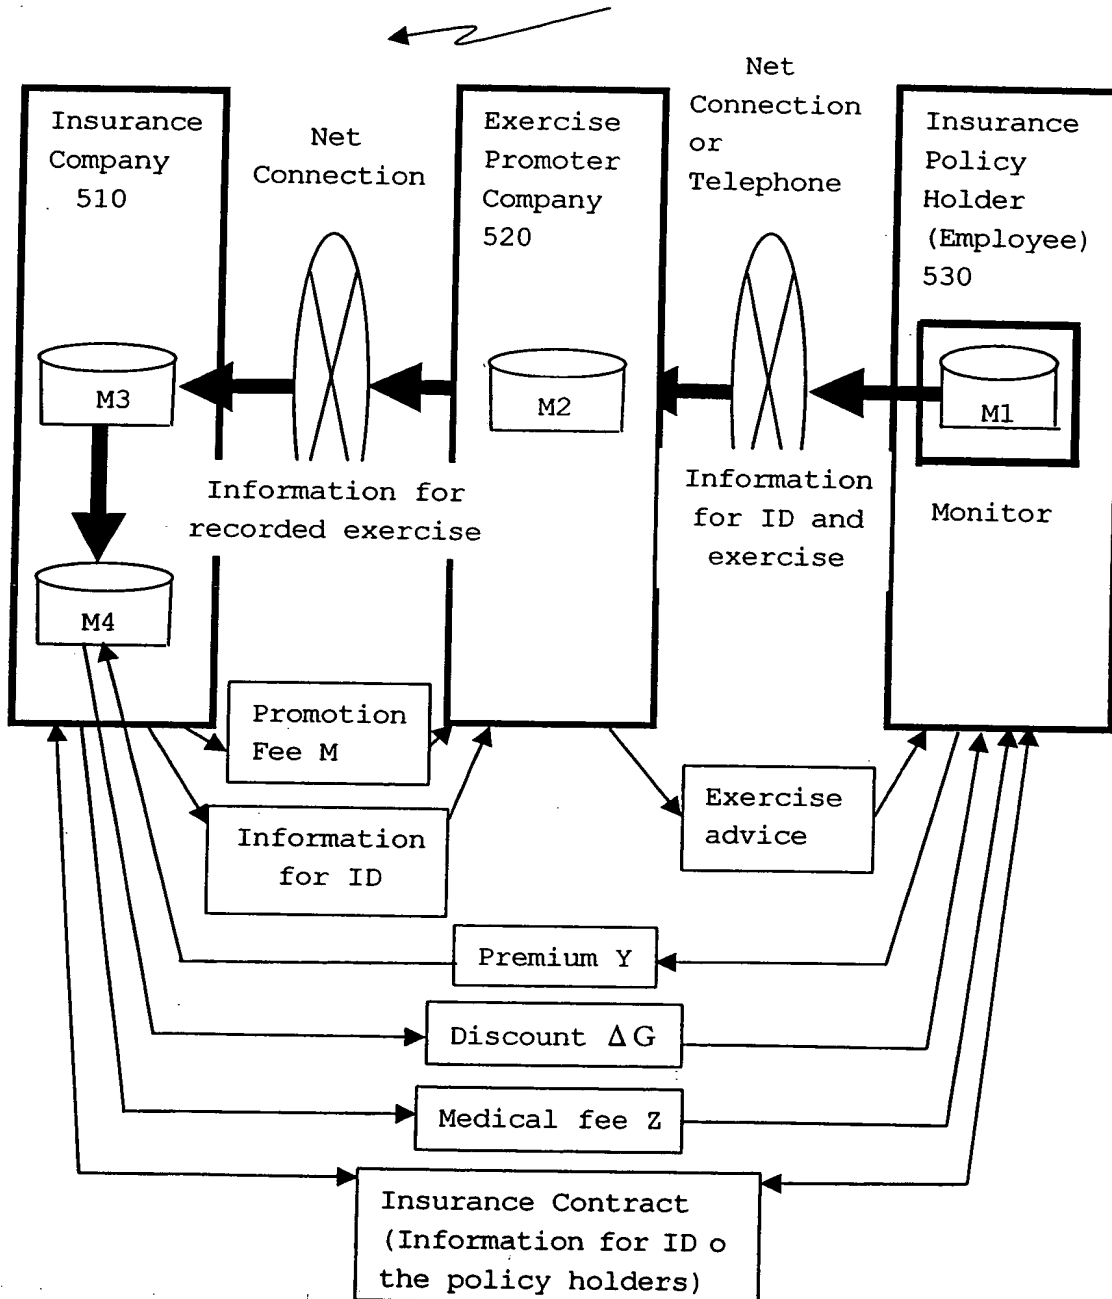 Insurance
Company
510
Net
Connection
Exercise
Promoter
Company
520
Net
Connection
or
Telephone
Insurance
Policy
Holder
(Employee)
530
M3
M2
M1
Information for
recorded exercise
Information
for ID and
exercise
Monitor
M4
Promotion
Fee M
Information
for ID
Exercise
advice
Premium Y
Discount ΔG
Medical fee Z
Insurance Contract
(Information for ID o
the policy holders)